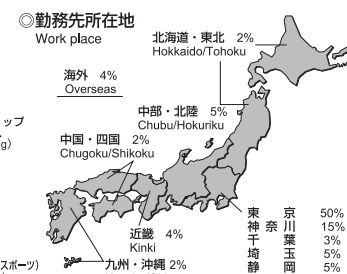 ◎勤務先所在地
Work place
北海道・東北 2%
Hokkaido/Tohoku
海外 4%
Overseas
中部・北陸 5%
Chubu/Hokuriku
ップ
g)
中国・四国 2%
Chugoku/Shikoku
近畿 4%
Kinki
東京 50%
神奈川 15%
千葉 3%
埼玉 5%
静岡 5%
スポーツ)
九州・沖縄 2%